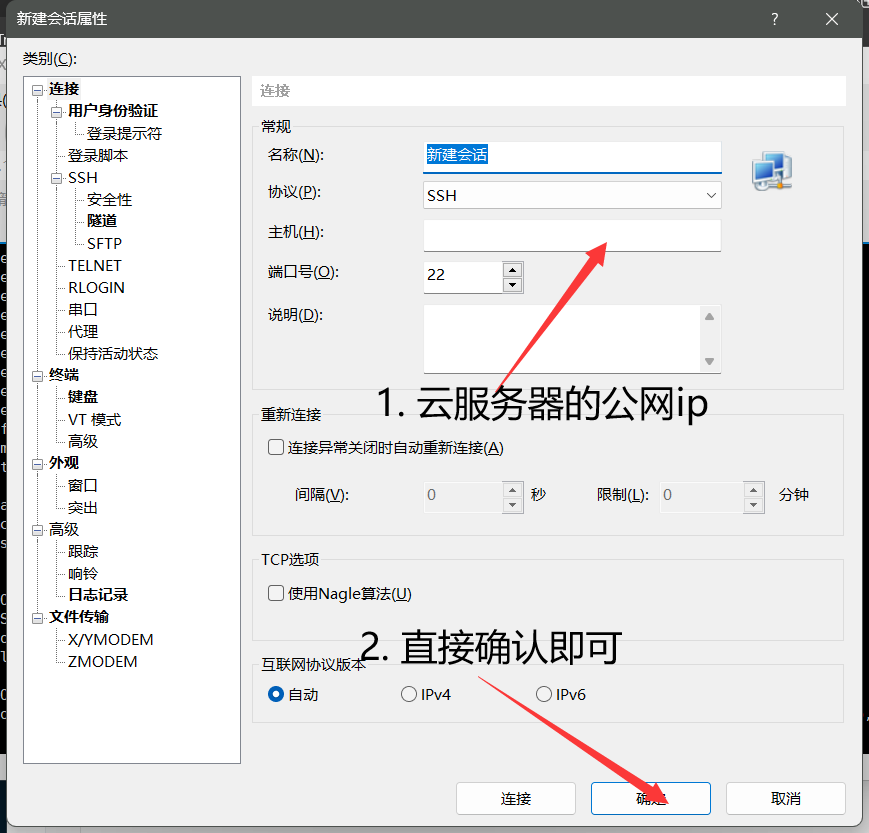 新建会话属性
?
类别(C):
连接
用户身份验证
登录提示符
登录脚本
SSH
安全性
隧道
SFTP
TELNET
RLOGIN
串口
代理
保持活动状态
终端
键盘
VT 模式
高级
外观
窗口
突出
高级
跟踪
响铃
日志记录
文件传输
X/YMODEM
ZMODEM
连接
常规
名称(N):
新建会话
协议(P):
SSH
主机(H):
端口号(O):
22
说明(D):
1. 云服务器的公网ip
重新连接
连接异常关闭时自动重新连接(A)
间隔(V): 0 秒 限制(L): 0 分钟
TCP选项
使用Nagle算法(U)
2. 直接确认即可
互联网协议版本
自动 IPv4 IPv6
连接 确定 取消